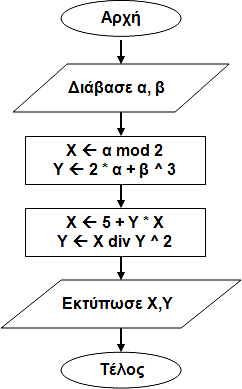 Αρχή
Διάβασε α, β
Χ ← α mod 2
Υ ← 2 * α + β ^ 3
Χ ← 5 + Υ * Χ
Υ ← Χ div Υ ^ 2
Εκτύπωσε Χ,Υ
Τέλος